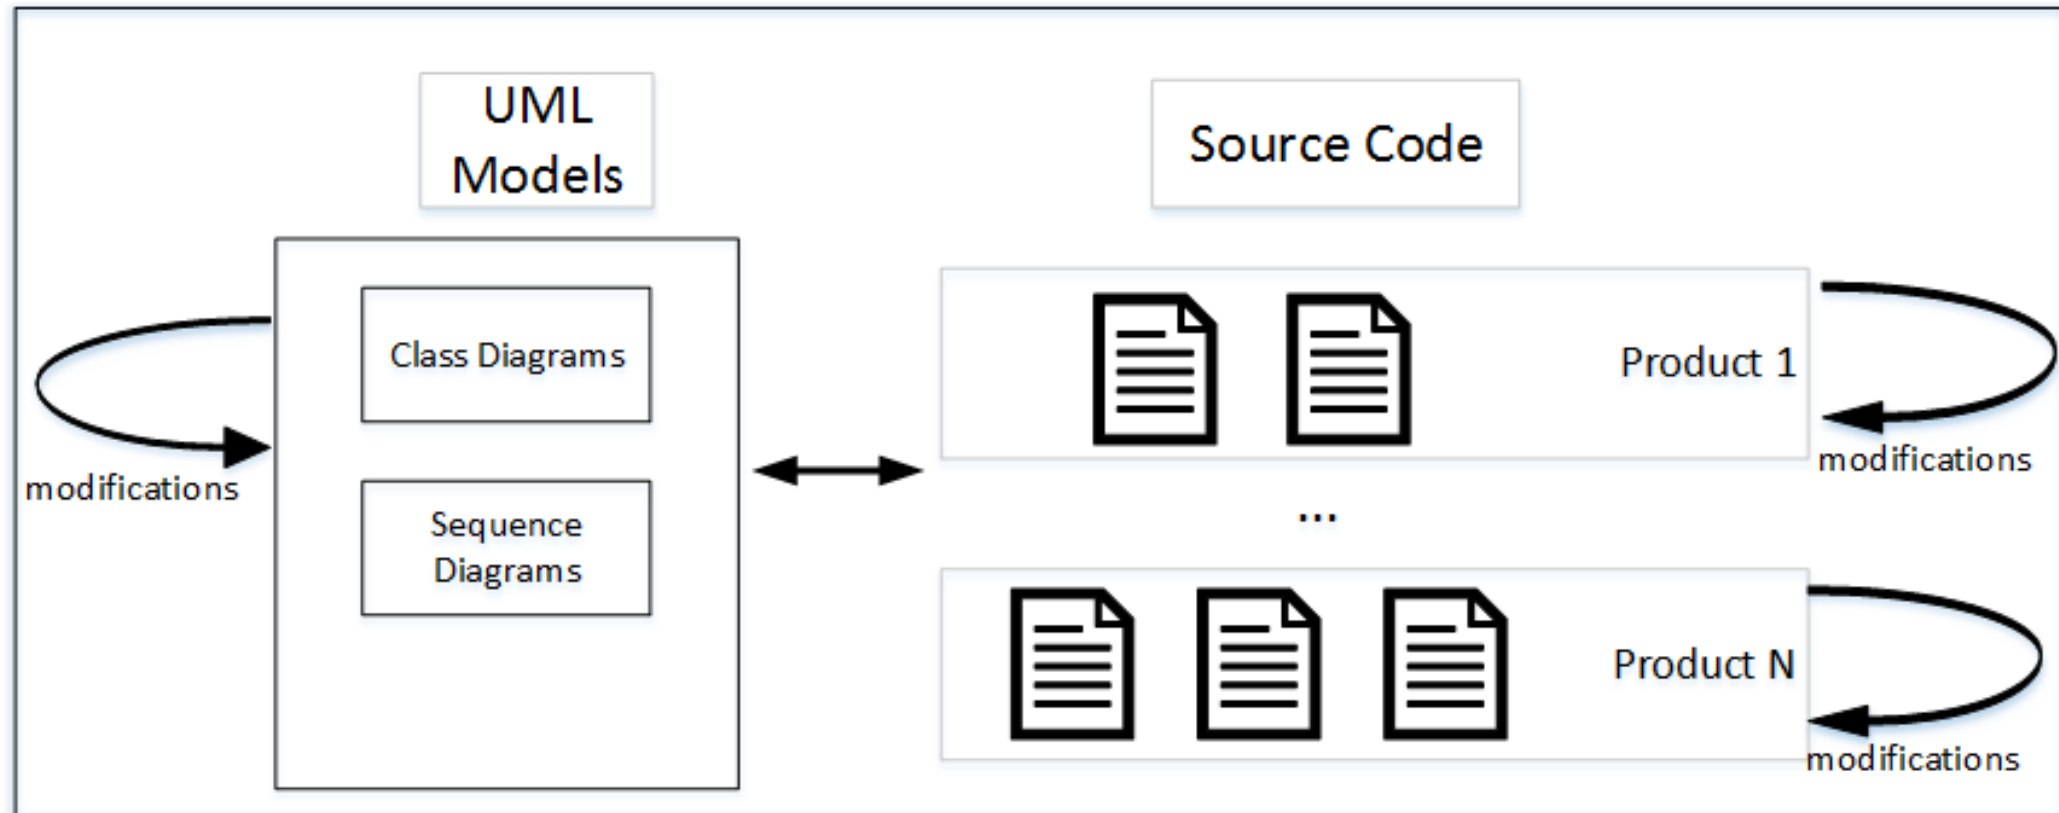 UML
Models
Source Code
Class Diagrams
Product 1
modifications
modifications
Sequence
Diagrams
...
Product N
modifications